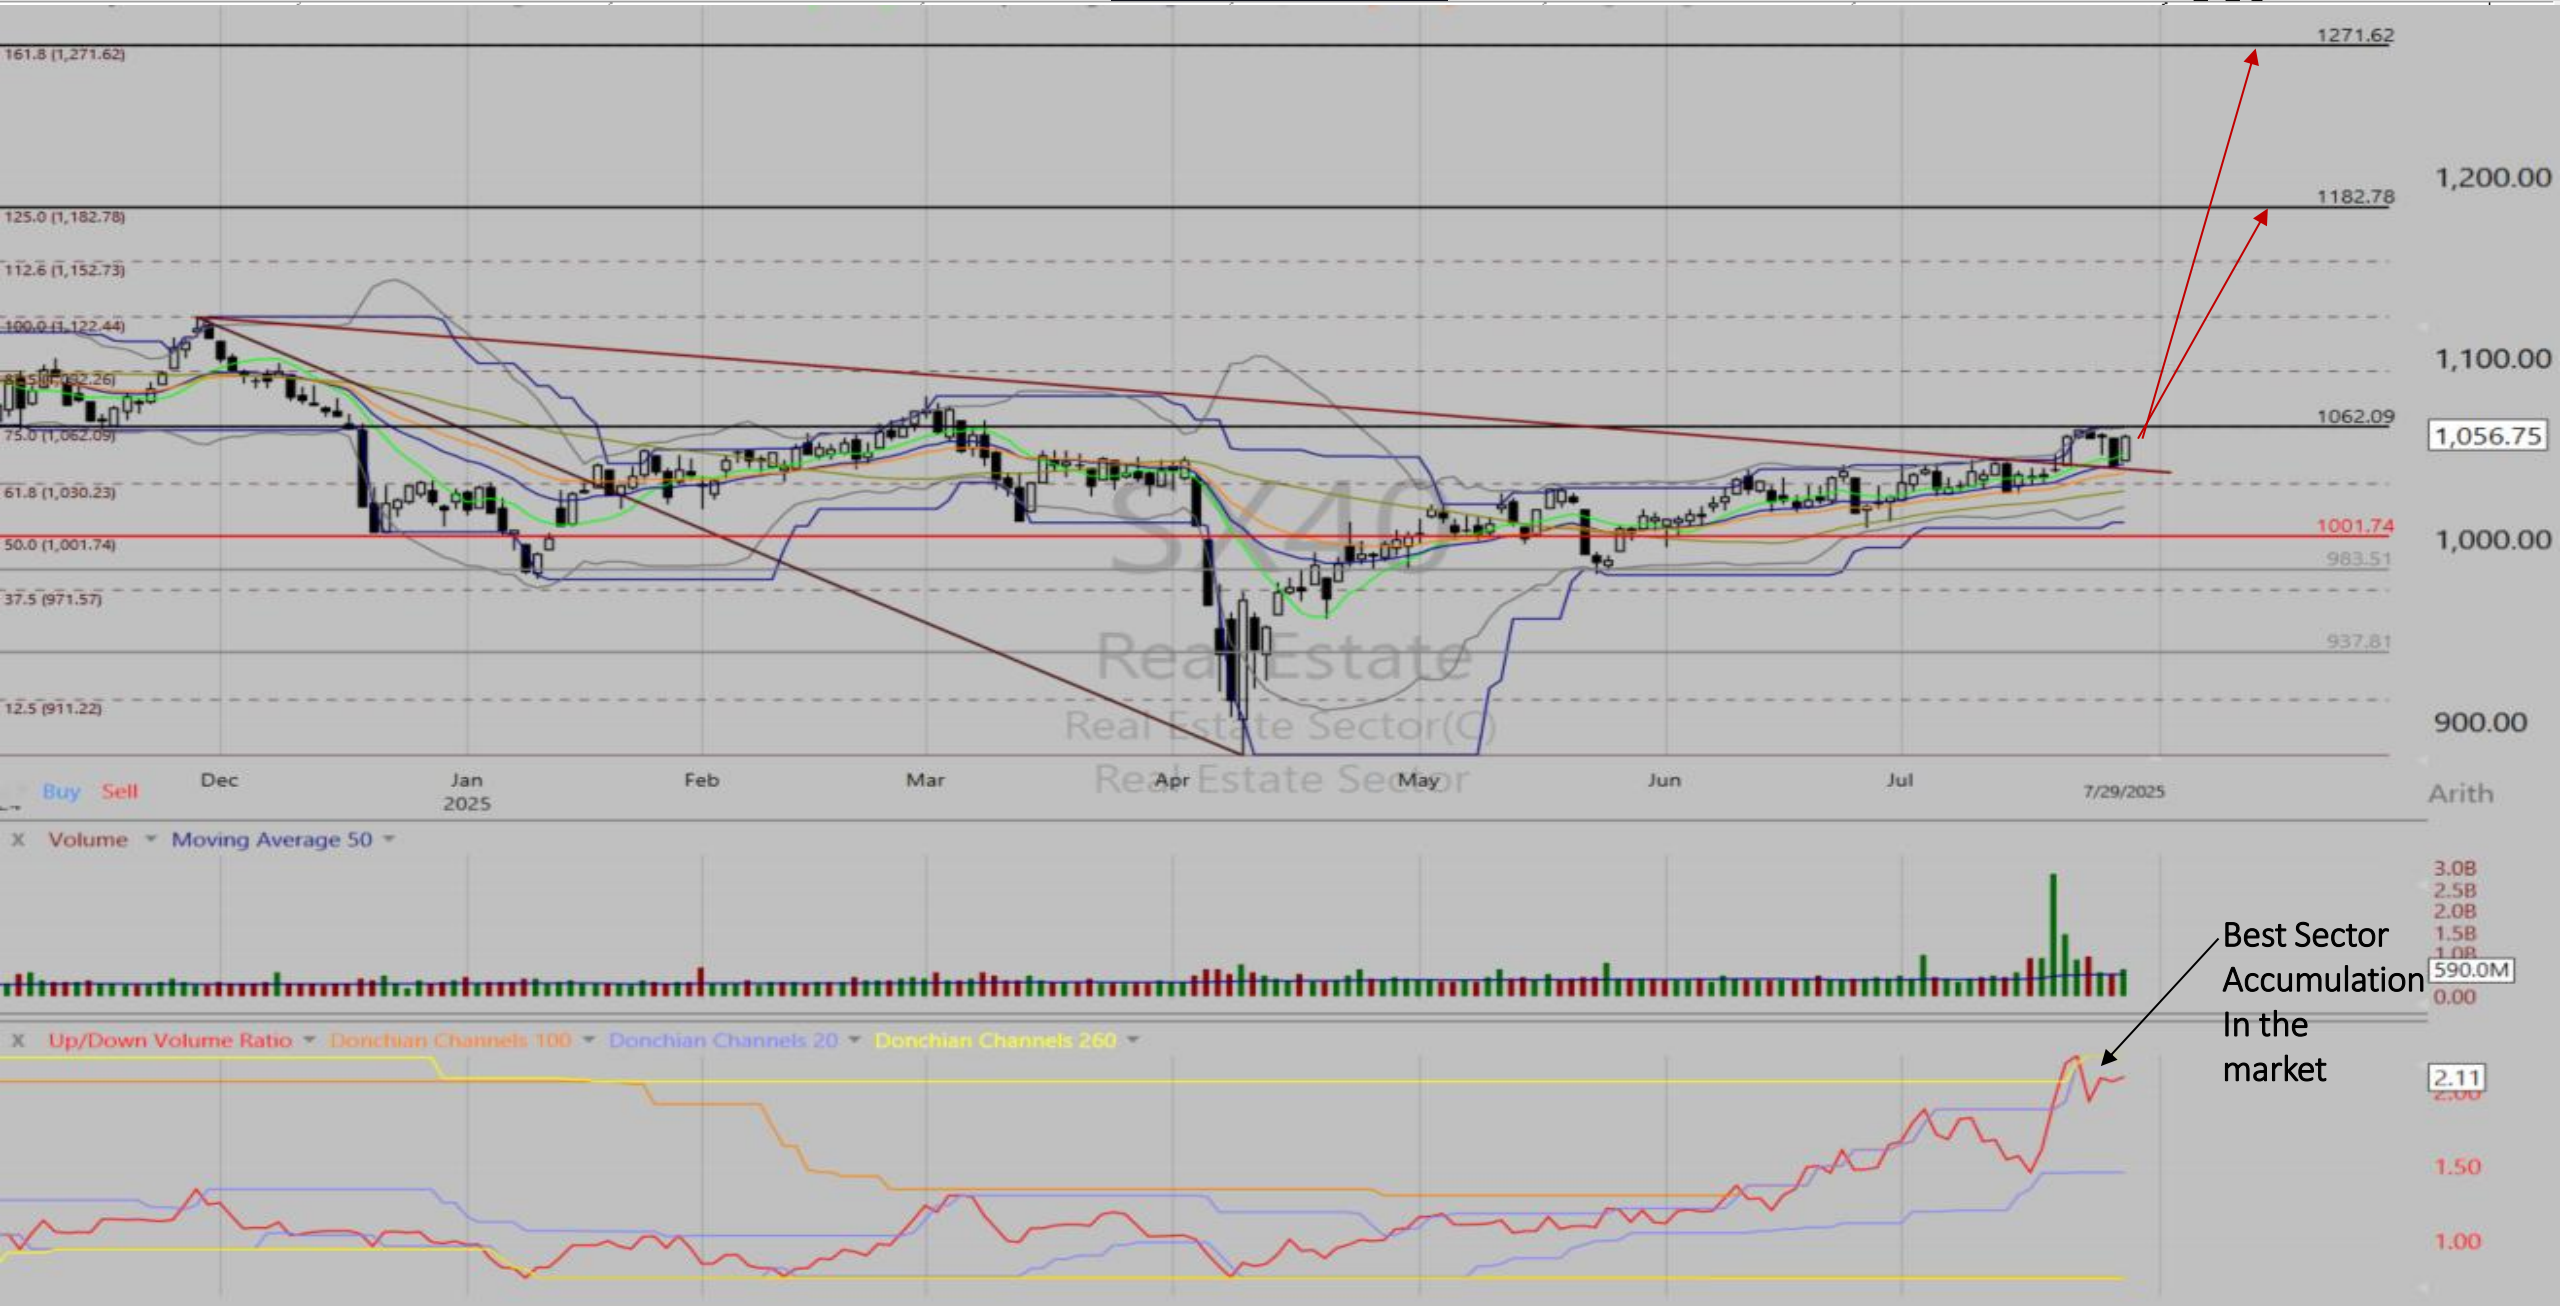 1271.62
161.8 (1,271.62)
1,200.00
1182.78
125.0 (1,182.78)
112.6 (1,152.73)
100.0 (1,122.44)
1,100.00
1062.09
75.0 (1,062.09)
1,056.75
SX40
61.8 (1,030.23)
1001.74
50.0 (1,001.74)
1,000.00
983.51
37.5 (971.57)
937.81
Real Estate
12.5 (911.22)
Real Estate Sector(C)
900.00
Real Estate Sector
Dec Jan Feb Mar Apr May Jun Jul 7/29/2025
2025
Buy Sell
Arith
X Volume Moving Average 50
3.0B
2.5B
2.0B
1.5B
1.0B
590.0M
0.00
Best Sector
Accumulation
In the
market
X Up/Down Volume Ratio Donchian Channels 100 Donchian Channels 20 Donchian Channels 260
2.11
2.00
1.50
1.00